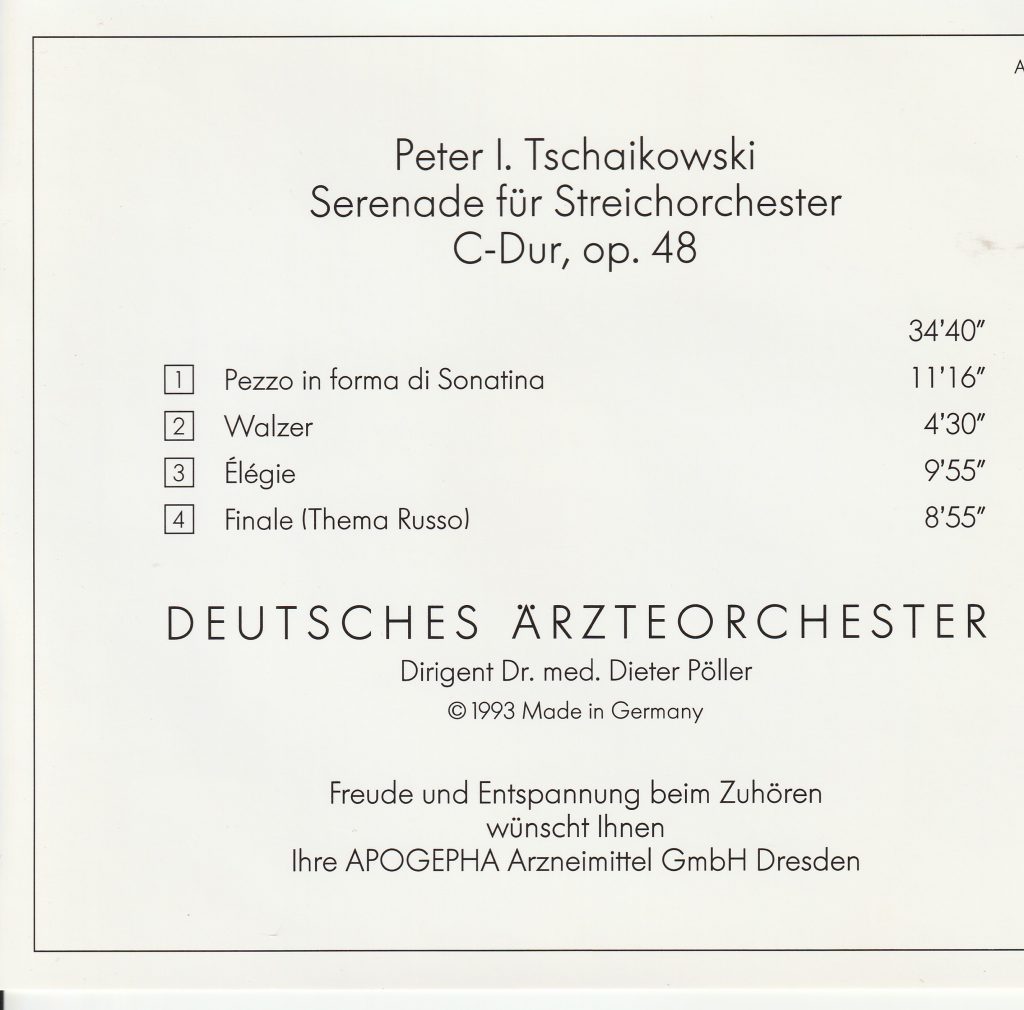 A
Peter I. Tschaikowski
Serenade für Streichorchester
C-Dur, op. 48
34'40"
1 Pezzo in forma di Sonatina 11'16"
2 Walzer 4'30"
3 Élégie 9'55"
4 Finale (Thema Russo) 8'55"
DEUTSCHES ÄRZTEORCHESTER
Dirigent Dr. med. Dieter Pöller
© 1993 Made in Germany
Freude und Entspannung beim Zuhören
wünscht Ihnen
Ihre APOGEPHA Arzneimittel GmbH Dresden